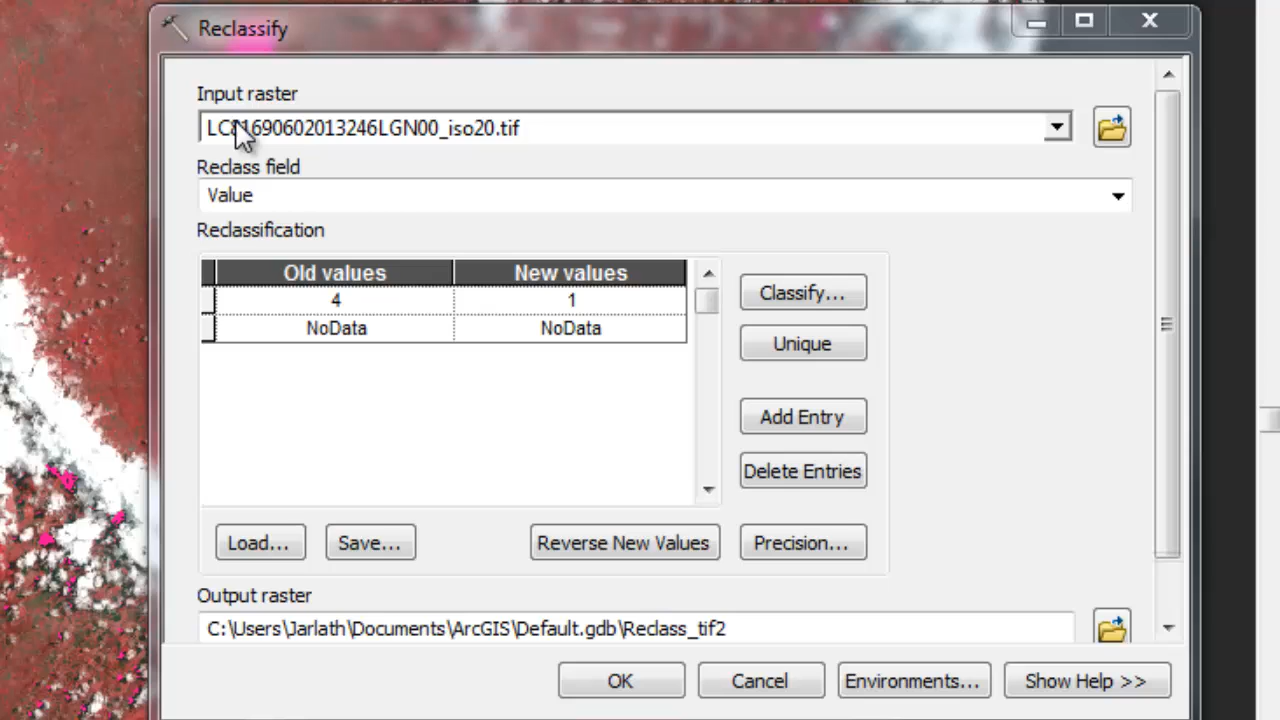 Reclassify
Input raster
LC81690602013246LGN00_iso20.tif
Reclass field
Value
Reclassification
Old values New values
4 1
NoData NoData
Classify...
Unique
Add Entry
Delete Entries
Load... Save... Reverse New Values Precision...
Output raster
C:\Users\Jarlath\Documents\ArcGIS\Default.gdb\Reclass_tif2
OK Cancel Environments... Show Help >>